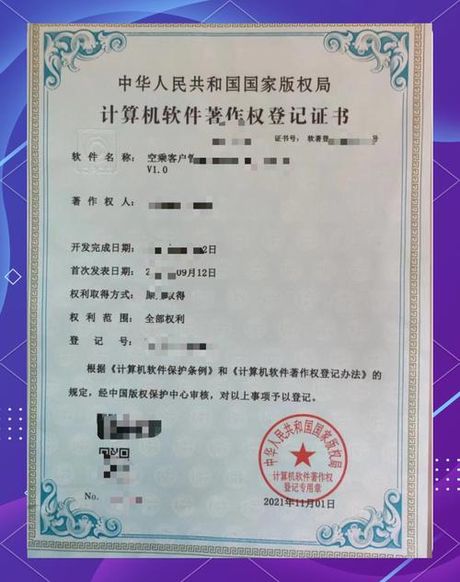 中华人民共和国国家版权局
计算机软件著作权登记证书
证书号： 软著登 号
软件名称： 空乘客户
V1.0
著作权人：
开发完成日期： 2日
首次发表日期： 2 09月12日
权利取得方式： 取得
权利范围： 全部权利
登记号：
根据《计算机软件保护条例》和《计算机软件著作权登记办法》的
规定，经中国版权保护中心审核，对以上事项予以登记。
中华人民共和国国家版权局
计算机软件著作权
登记专用章
No.
2021年11月01日